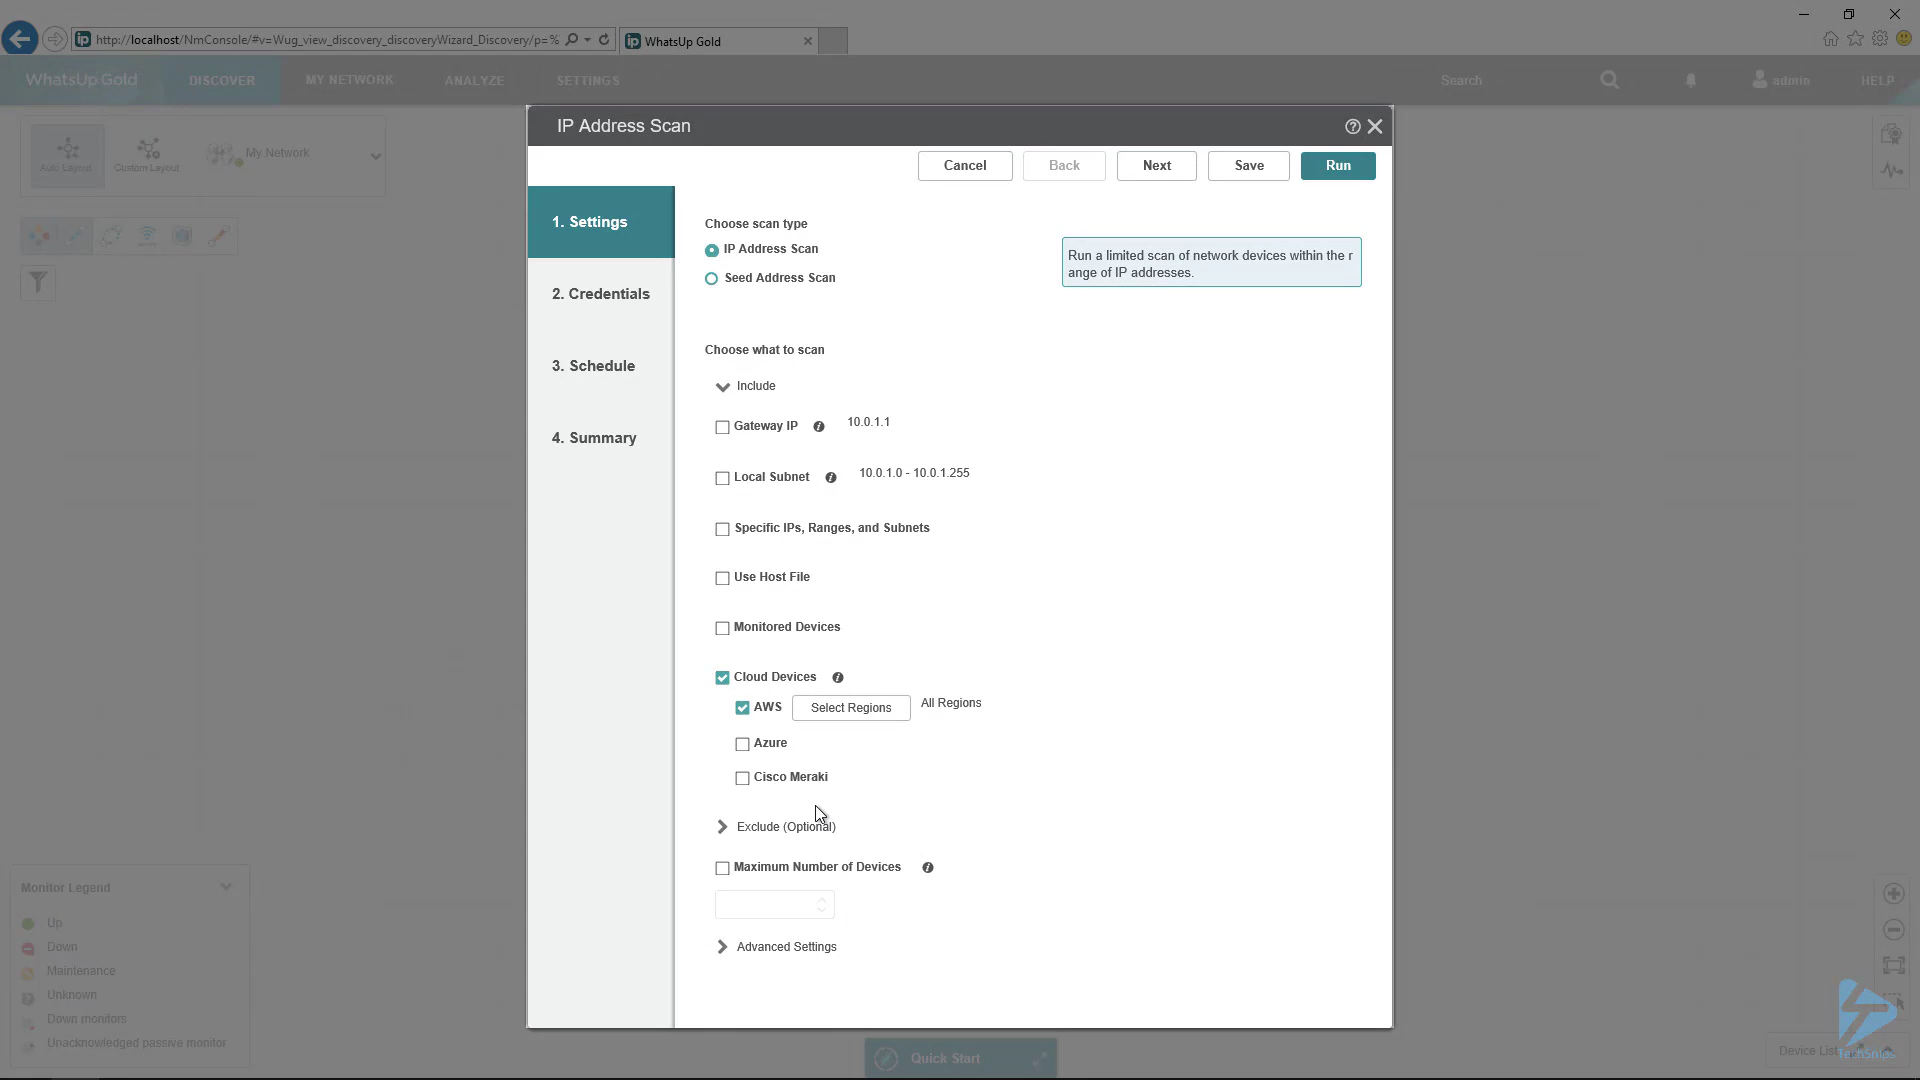 http://localhost/NmConsole/#v=Wug_view_discovery_discoveryWizard_Discovery/p=%
WhatsUp Gold
WhatsUp Gold
DISCOVER
MY NETWORK
ANALYZE
SETTINGS
Search
admin
HELP
Auto Layout
Custom Layout
My Network
IP Address Scan
Cancel
Back
Next
Save
Run
1. Settings
2. Credentials
3. Schedule
4. Summary
Choose scan type
IP Address Scan
Seed Address Scan
Run a limited scan of network devices within the r
ange of IP addresses.
Choose what to scan
Include
Gateway IP
10.0.1.1
Local Subnet
10.0.1.0 - 10.0.1.255
Specific IPs, Ranges, and Subnets
Use Host File
Monitored Devices
Cloud Devices
AWS
Select Regions
All Regions
Azure
Cisco Meraki
Exclude (Optional)
Maximum Number of Devices
Advanced Settings
Monitor Legend
Up
Down
Maintenance
Unknown
Down monitors
Unacknowledged passive monitor
Quick Start
Device List
TechSnips